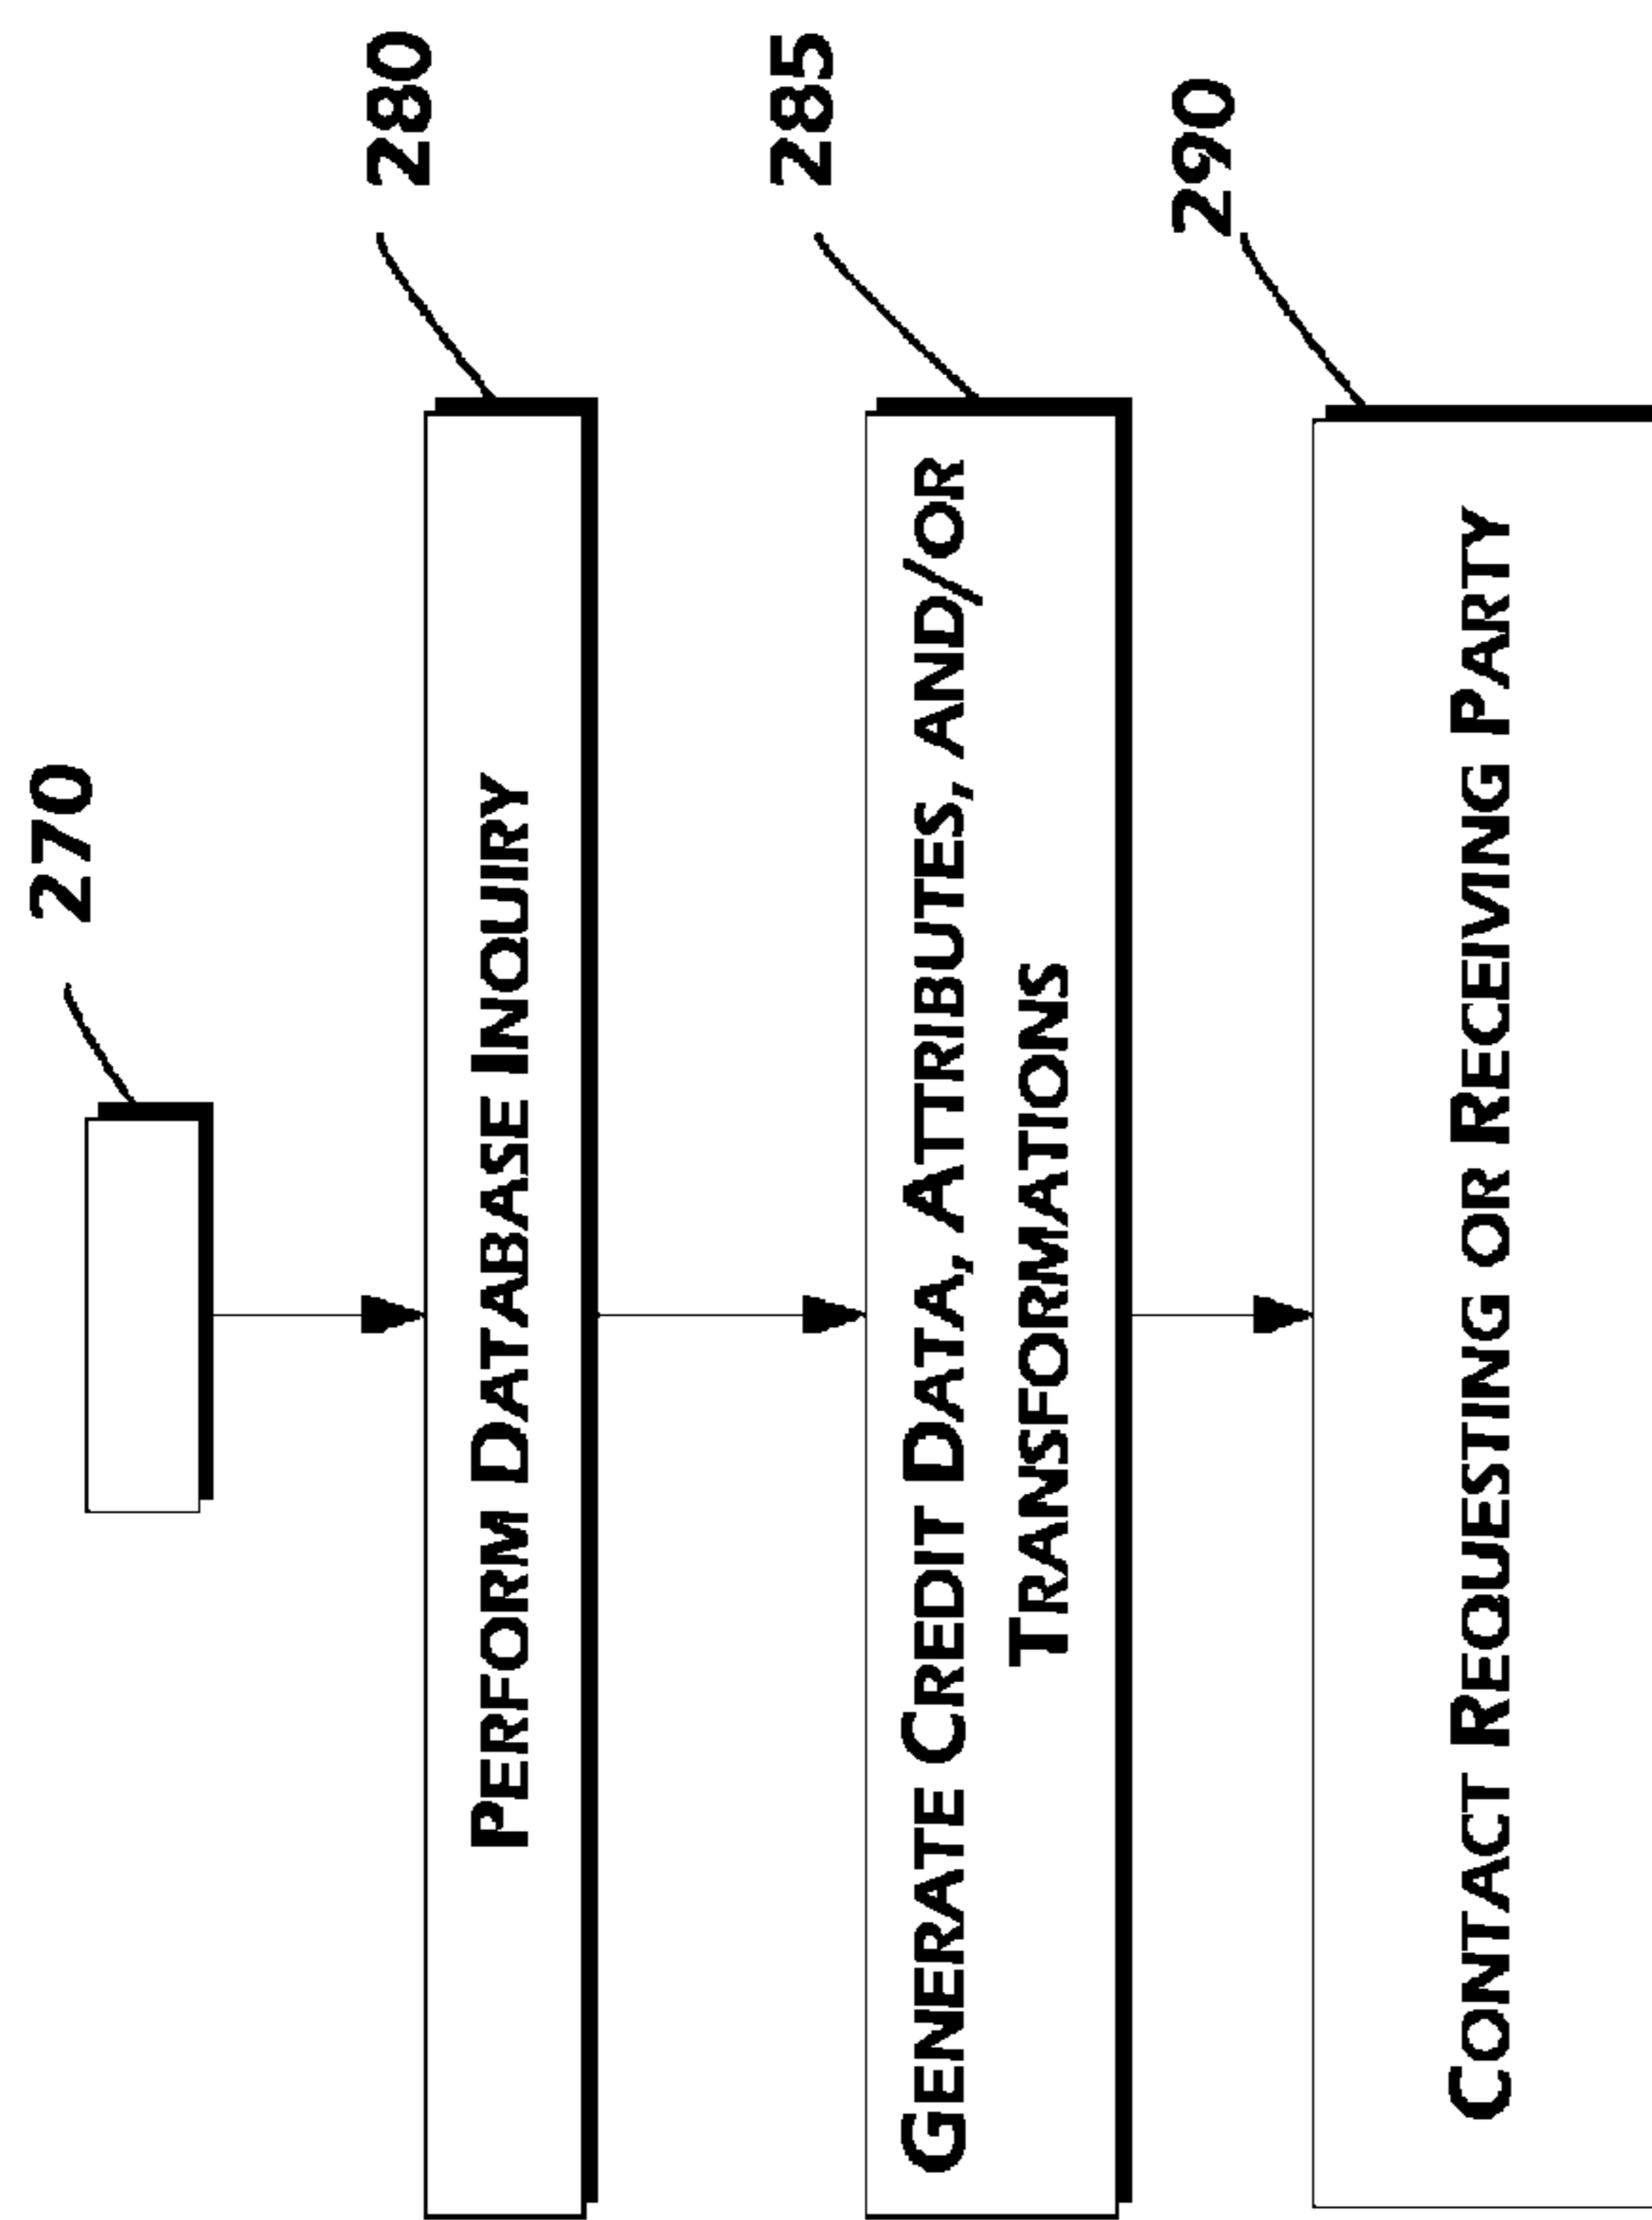 270
280
PERFORM DATABASE INQUIRY
285
GENERATE CREDIT DATA, ATTRIBUTES, AND/OR
TRANSFORMATIONS
290
CONTACT REQUESTING OR RECEIVING PARTY